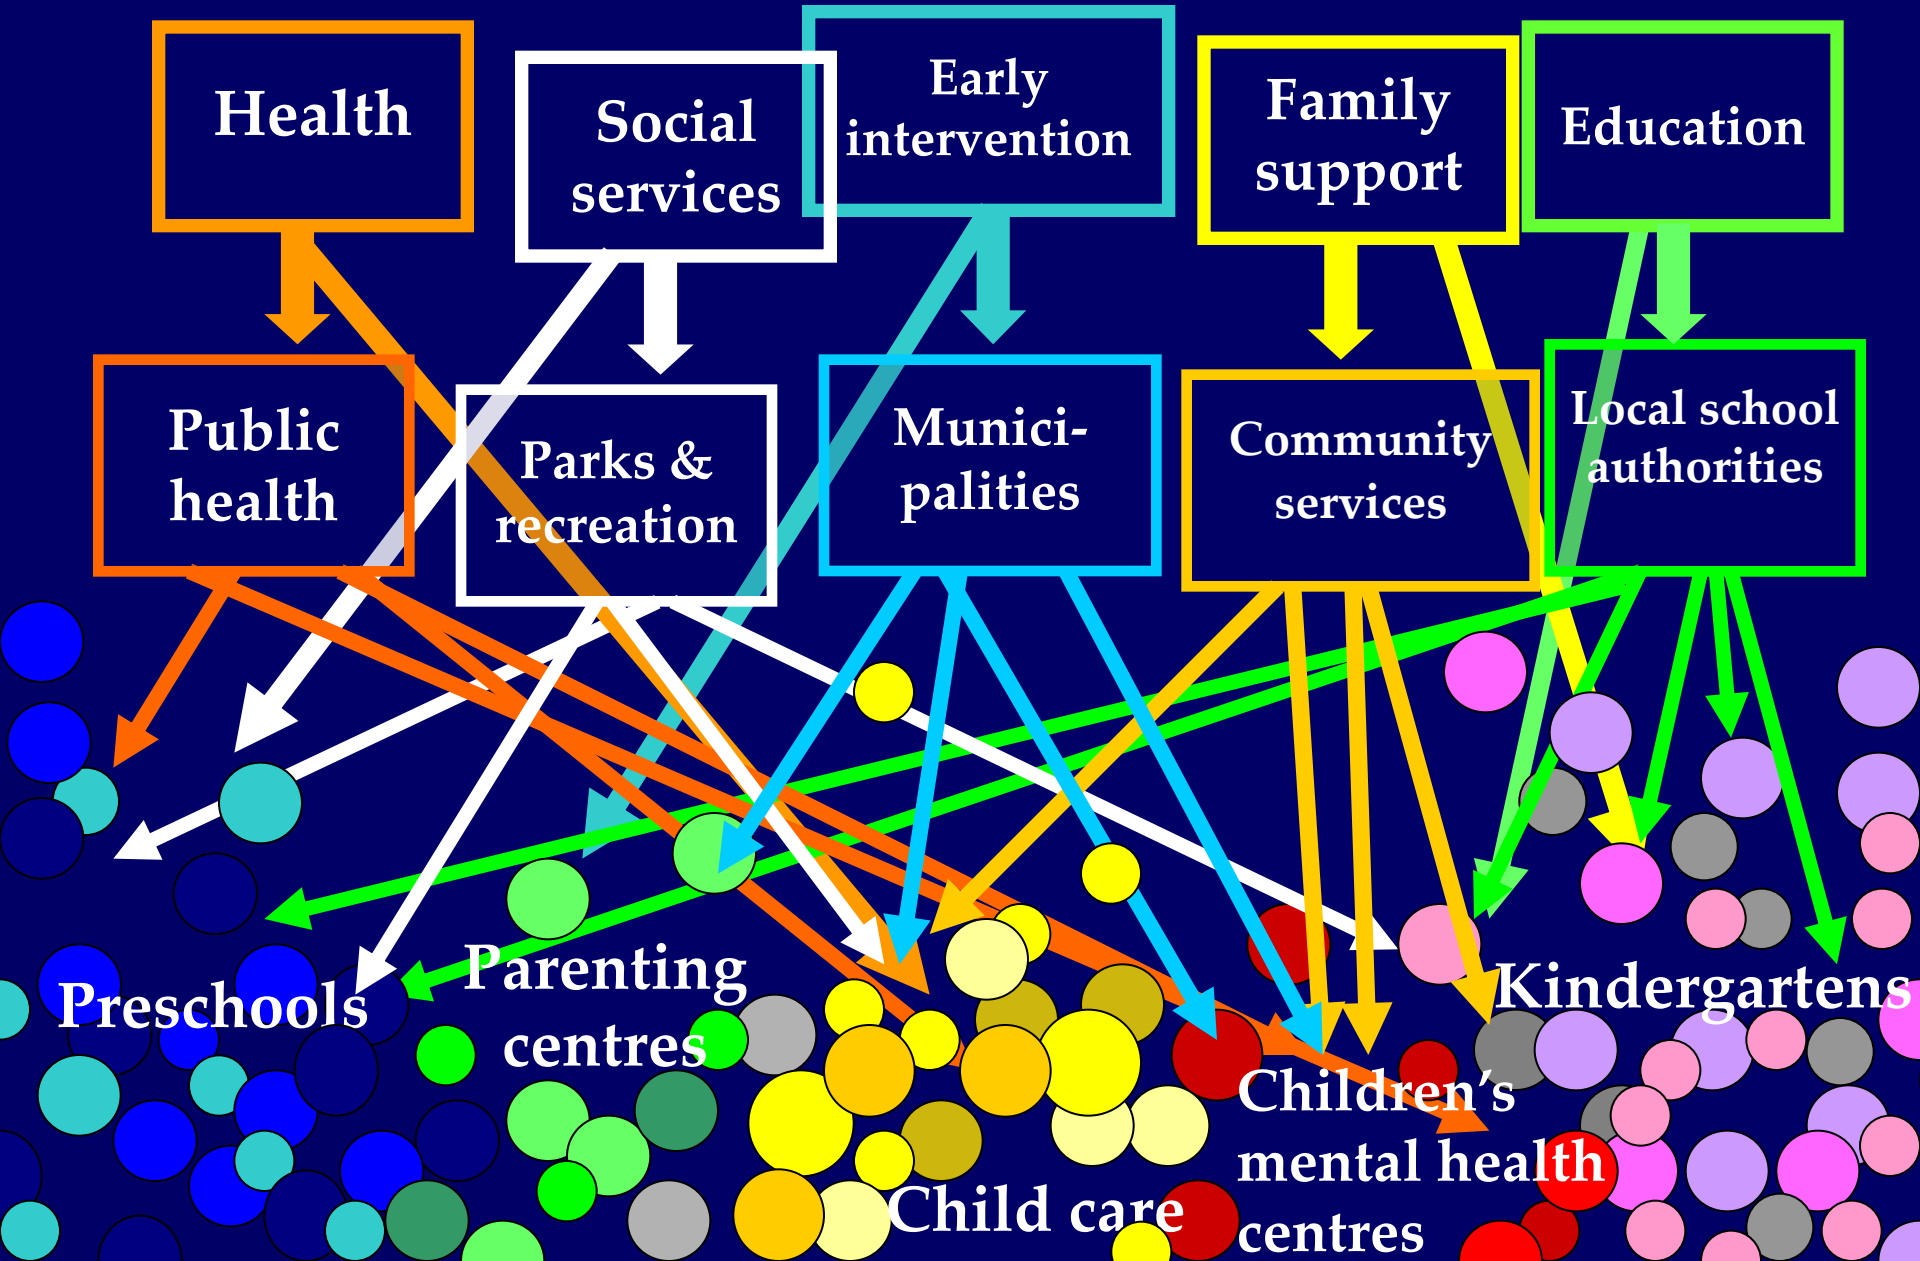 Health
Social
services
Early
intervention
Family
support
Education
Public
health
Parks &
recreation
Munici-
palities
Community
services
Local school
authorities
Preschools
Parenting
centres
Child care
Children’s
mental health
centres
Kindergartens